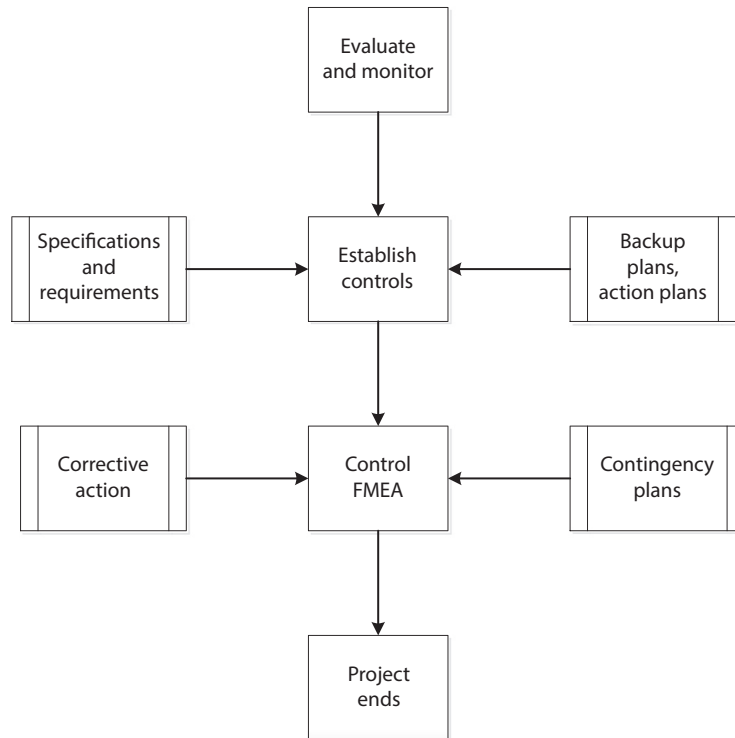 Evaluate
and monitor
Specifications
and
requirements
Establish
controls
Backup
plans,
action plans
Corrective
action
Control
FMEA
Contingency
plans
Project
ends